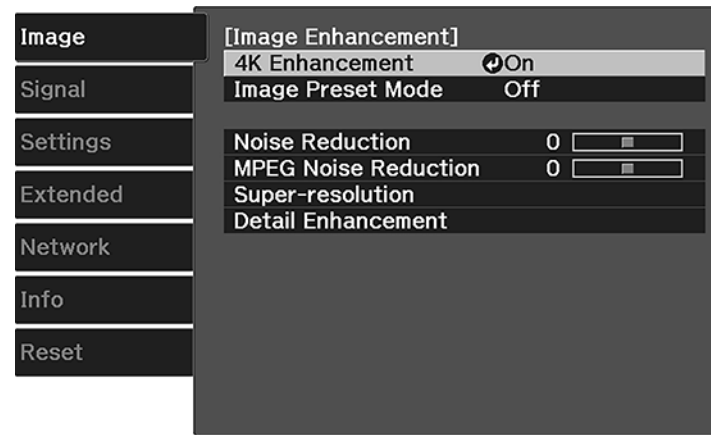 Image
Signal
Settings
Extended
Network
Info
Reset
[Image Enhancement]
4K Enhancement On
Image Preset Mode Off
Noise Reduction 0
MPEG Noise Reduction 0
Super-resolution
Detail Enhancement